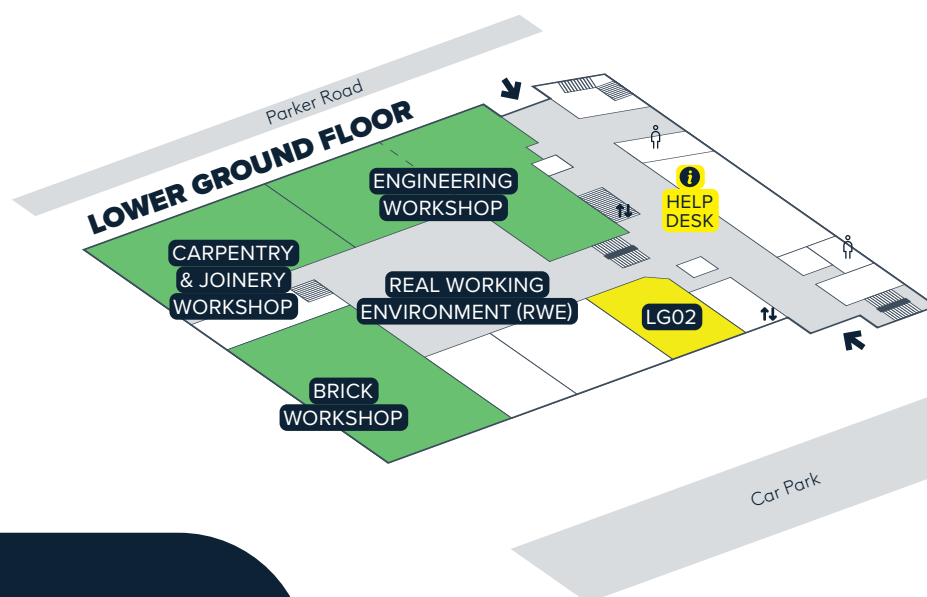 Parker Road
LOWER GROUND FLOOR
ENGINEERING
WORKSHOP
i
HELP
DESK
CARPENTRY
& JOINERY
WORKSHOP
REAL WORKING
ENVIRONMENT (RWE)
LG02
BRICK
WORKSHOP
Car Park